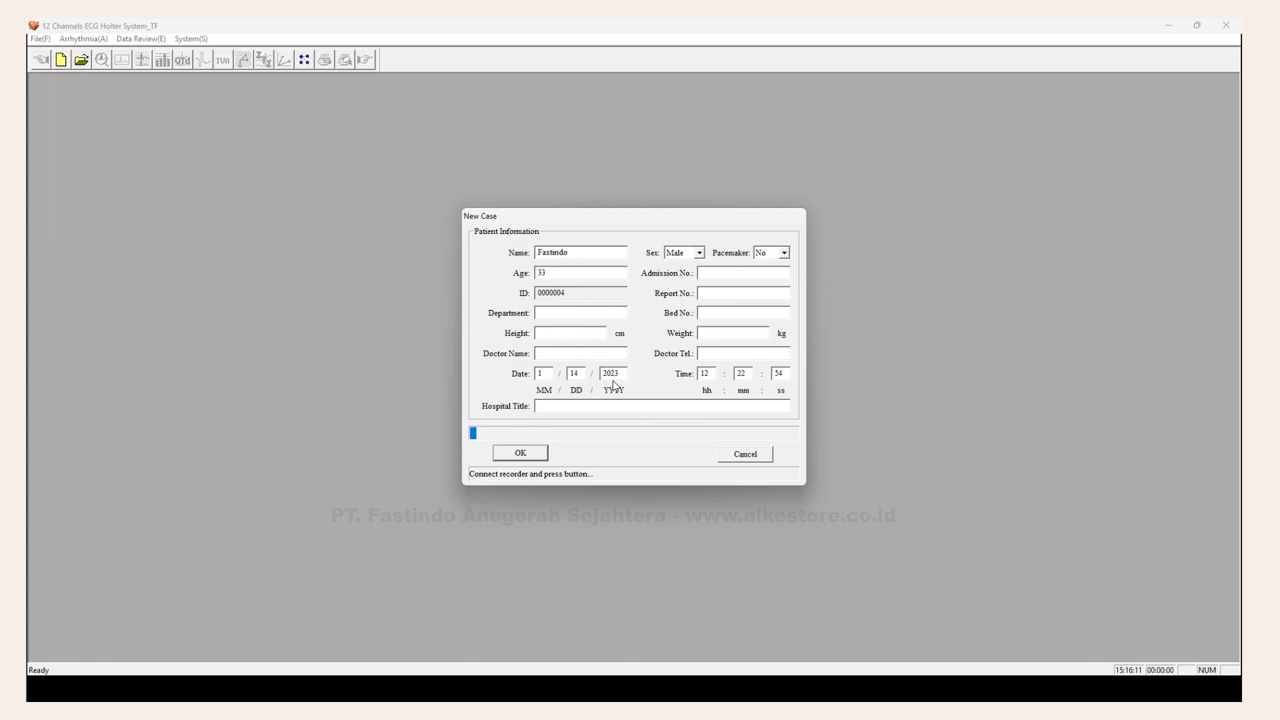 12 Channels ECG Holter System_TF
File(F) Arrhythmia(A) Data Review(E) System(S)
QTd TWA
New Case
Patient Information
Name: Fastindo Sex: Male Pacemaker: No
Age: 33 Admission No.:
ID: 0000004 Report No.:
Department: Bed No.:
Height: cm Weight: kg
Doctor Name: Doctor Tel.:
Date: 1 / 14 / 2023 Time: 12 : 22 : 54
MM / DD / YYYY hh : mm : ss
Hospital Title:
OK Cancel
Connect recorder and press button...
PT. Fastindo Anugerah Sejahtera - www.alkestore.co.id
Ready 15:16:11 00:00:00 NUM